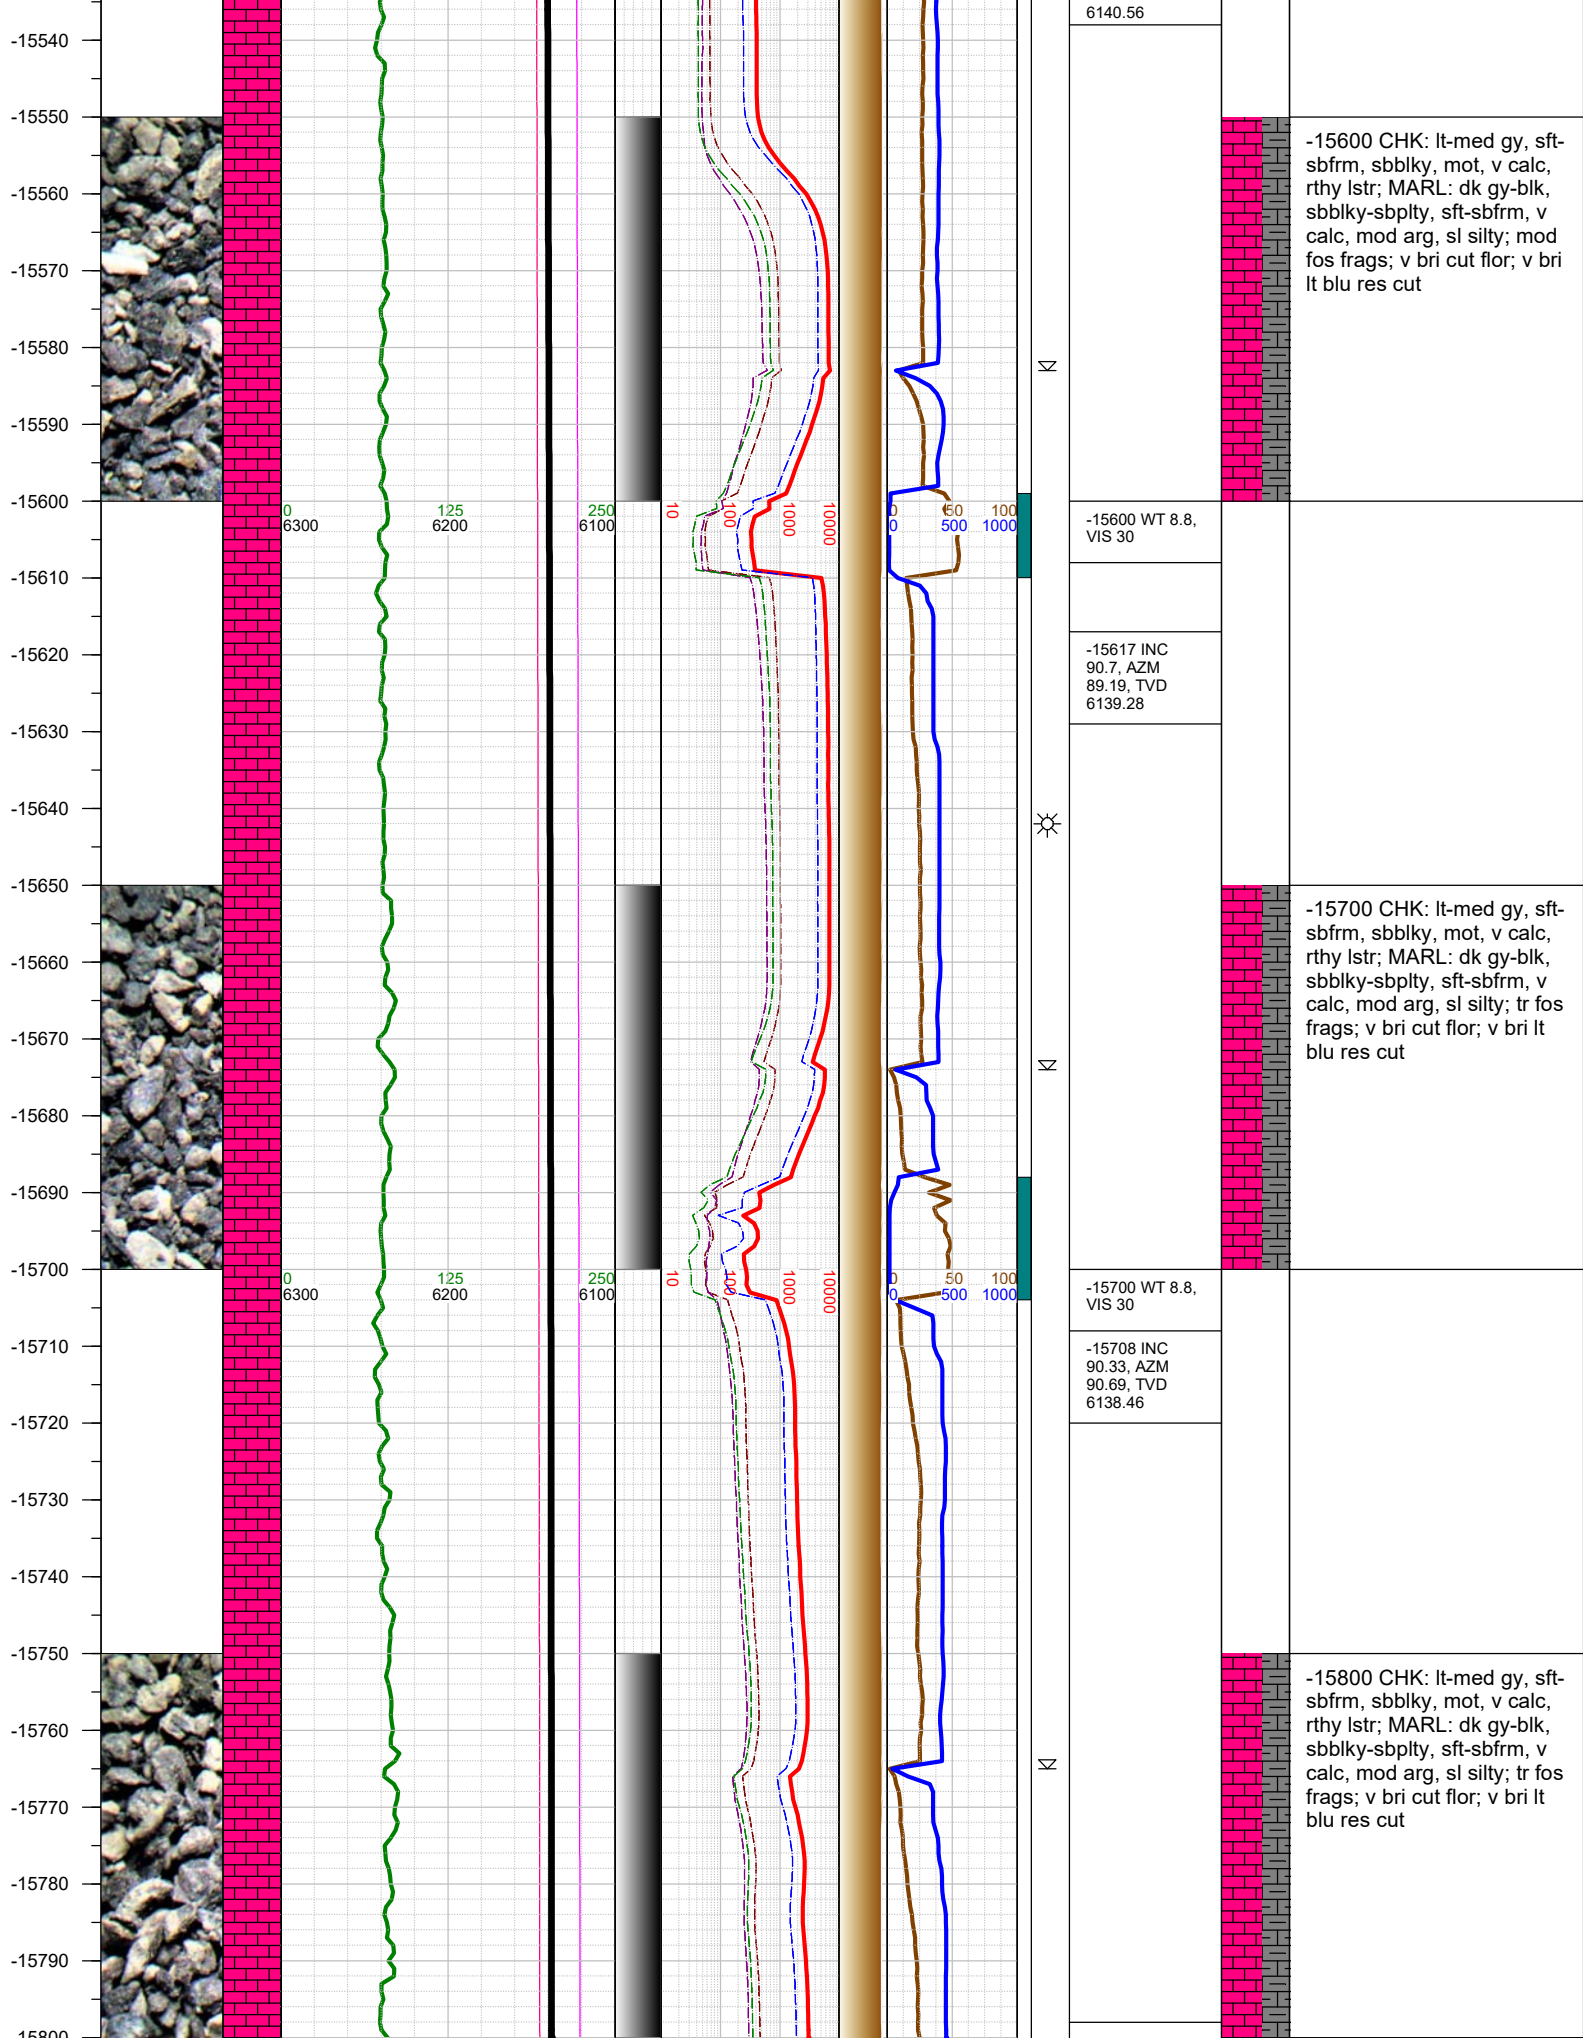 6140.56
-15540
-15550
-15600 CHK: lt-med gy, sft-
sbfrm, sbblky, mot, v calc,
rthy lstr; MARL: dk gy-blk,
sbblky-sbplty, sft-sbfrm, v
calc, mod arg, sl silty; mod
fos frags; v bri cut flor; v bri
lt blu res cut
-15560
-15570
-15580
-15590
-15600
0 125 250
6300 6200 6100
10 100 1000 10000
0 50 100
0 500 1000
-15600 WT 8.8,
VIS 30
-15610
-15620
-15617 INC
90.7, AZM
89.19, TVD
6139.28
-15630
-15640
-15650
-15700 CHK: lt-med gy, sft-
sbfrm, sbblky, mot, v calc,
rthy lstr; MARL: dk gy-blk,
sbblky-sbplty, sft-sbfrm, v
calc, mod arg, sl silty; tr fos
frags; v bri cut flor; v bri lt
blu res cut
-15660
-15670
-15680
-15690
-15700
0 125 250
6300 6200 6100
10 100 1000 10000
0 50 100
0 500 1000
-15700 WT 8.8,
VIS 30
-15710
-15708 INC
90.33, AZM
90.69, TVD
6138.46
-15720
-15730
-15740
-15750
-15800 CHK: lt-med gy, sft-
sbfrm, sbblky, mot, v calc,
rthy lstr; MARL: dk gy-blk,
sbblky-sbplty, sft-sbfrm, v
calc, mod arg, sl silty; tr fos
frags; v bri cut flor; v bri lt
blu res cut
-15760
-15770
-15780
-15790
-15800